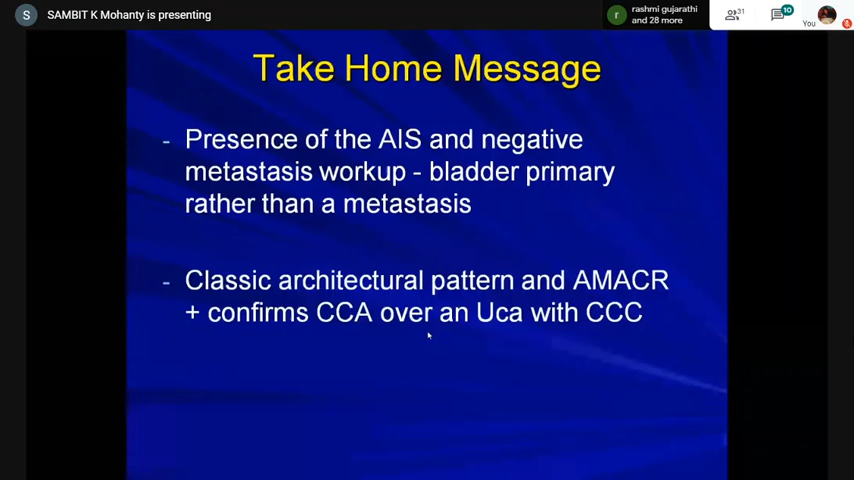 S SAMBIT K Mohanty is presenting
r rashmi gujarathi
and 28 more
31
10
You
Take Home Message
- Presence of the AIS and negative
metastasis workup - bladder primary
rather than a metastasis
- Classic architectural pattern and AMACR
+ confirms CCA over an Uca with CCC